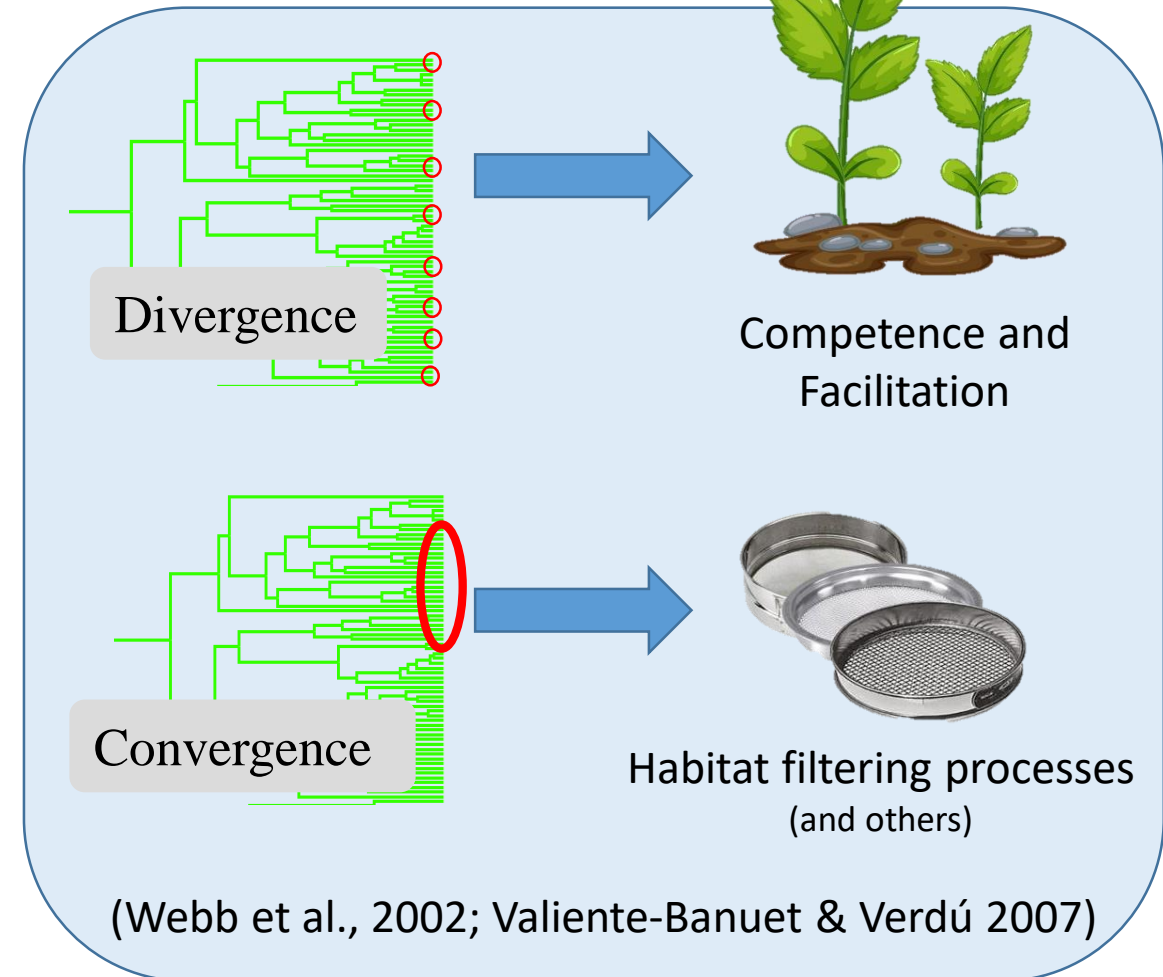 Divergence
Competence and
Facilitation
Convergence
Habitat filtering processes
(and others)
(Webb et al., 2002; Valiente-Banuet & Verdú 2007)